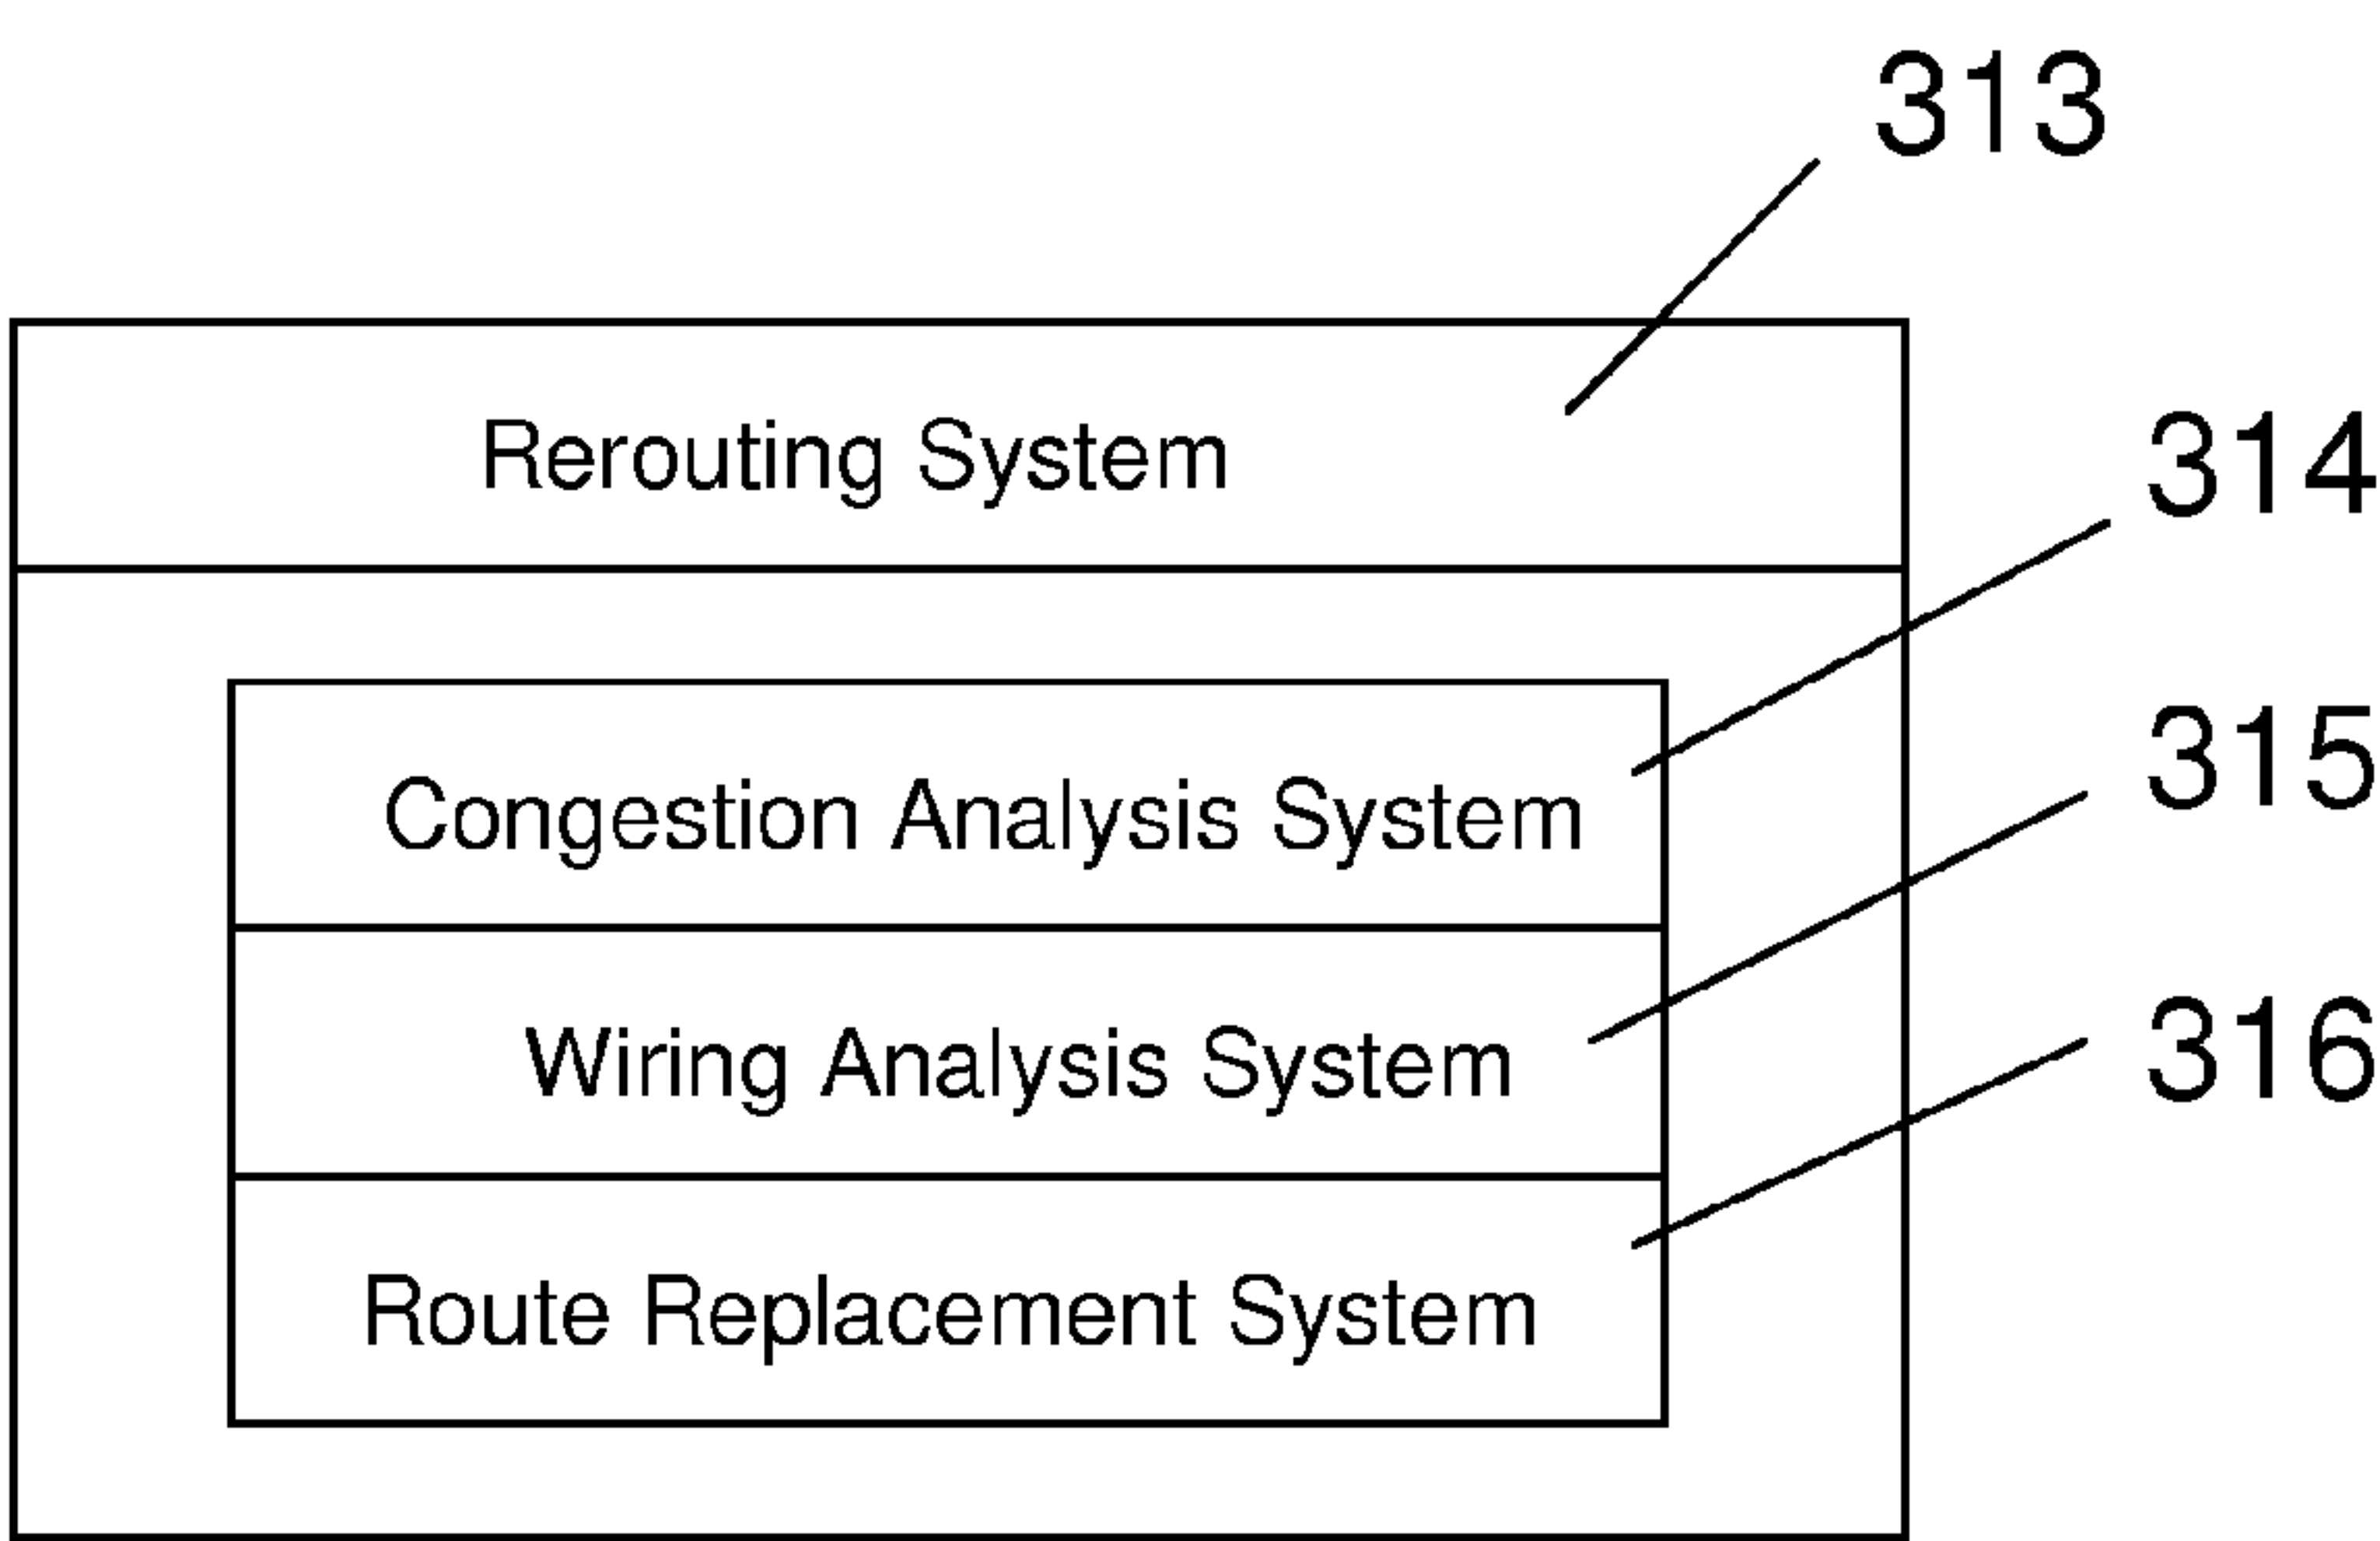 313
Rerouting System
314
Congestion Analysis System
315
Wiring Analysis System
316
Route Replacement System